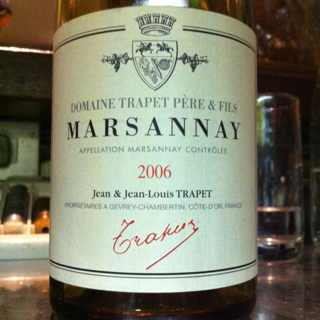 DOMAINE TRAPET PÈRE & FILS
MARSANNAY
APPELLATION MARSANNAY CONTRÔLÉE
2006
Jean & Jean-Louis TRAPET
PROPRIÉTAIRES A GEVREY-CHAMBERTIN, CÔTE-D'OR, FRANCE
Trapet